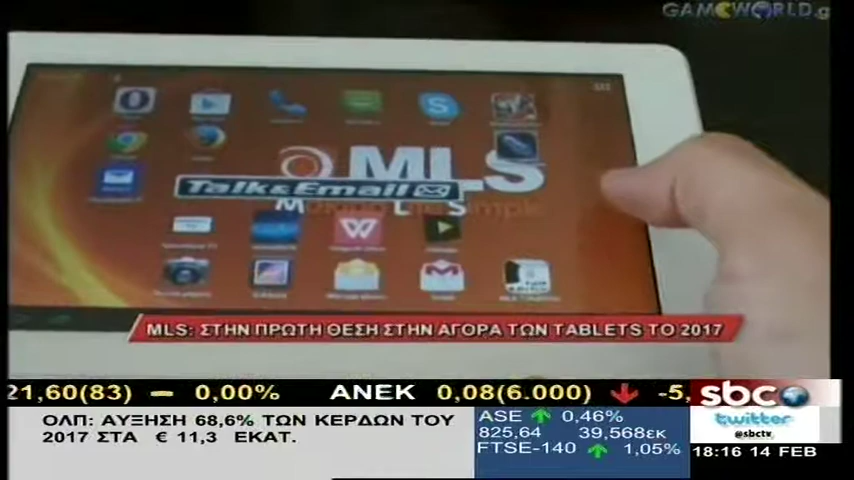 GAMEWORLD.g
MLS
Talk&Email
MLS: ΣΤΗΝ ΠΡΩΤΗ ΘΕΣΗ ΣΤΗΝ ΑΓΟΡΑ ΤΩΝ TABLETS ΤΟ 2017
21,60(83) 0,00% ΑΝΕΚ 0,08(6.000) -5,
sbc
ΟΛΠ: ΑΥΞΗΣΗ 68,6% ΤΩΝ ΚΕΡΔΩΝ ΤΟΥ
2017 ΣΤΑ € 11,3 ΕΚΑΤ.
ASE 0,46%
825,64 39,568εκ
FTSE-140 1,05%
twitter
@sbctv
18:16 14 FEB